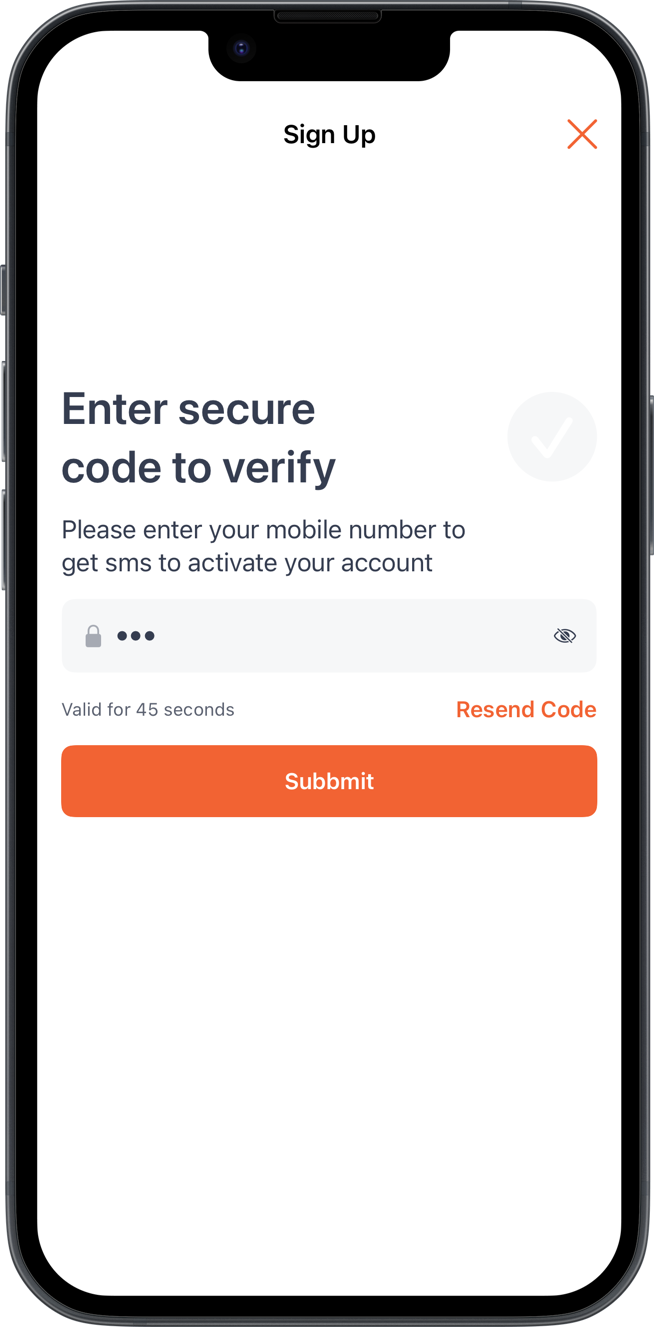 Sign Up
Enter secure
code to verify
Please enter your mobile number to
get sms to activate your account
•••
Valid for 45 seconds
Resend Code
Subbmit